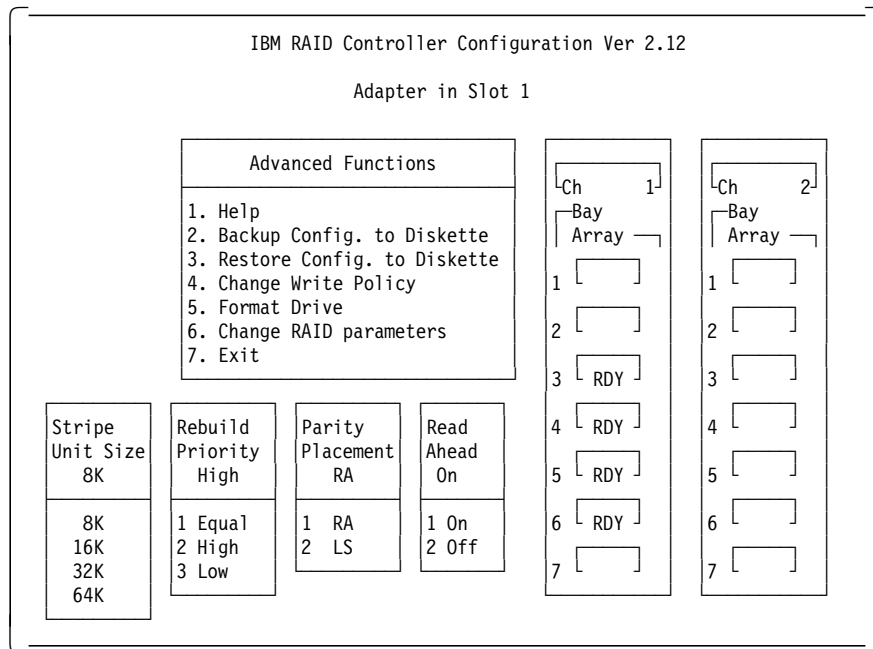 IBM RAID Controller Configuration Ver 2.12
Adapter in Slot 1
Advanced Functions
1. Help
2. Backup Config. to Diskette
3. Restore Config. to Diskette
4. Change Write Policy
5. Format Drive
6. Change RAID parameters
7. Exit
Stripe
Unit Size
8K
8K
16K
32K
64K
Rebuild
Priority
High
1 Equal
2 High
3 Low
Parity
Placement
RA
1 RA
2 LS
Read
Ahead
On
1 On
2 Off
Ch 1
Bay
Array
1
2
3 RDY
4 RDY
5 RDY
6 RDY
7
Ch 2
Bay
Array
1
2
3
4
5
6
7